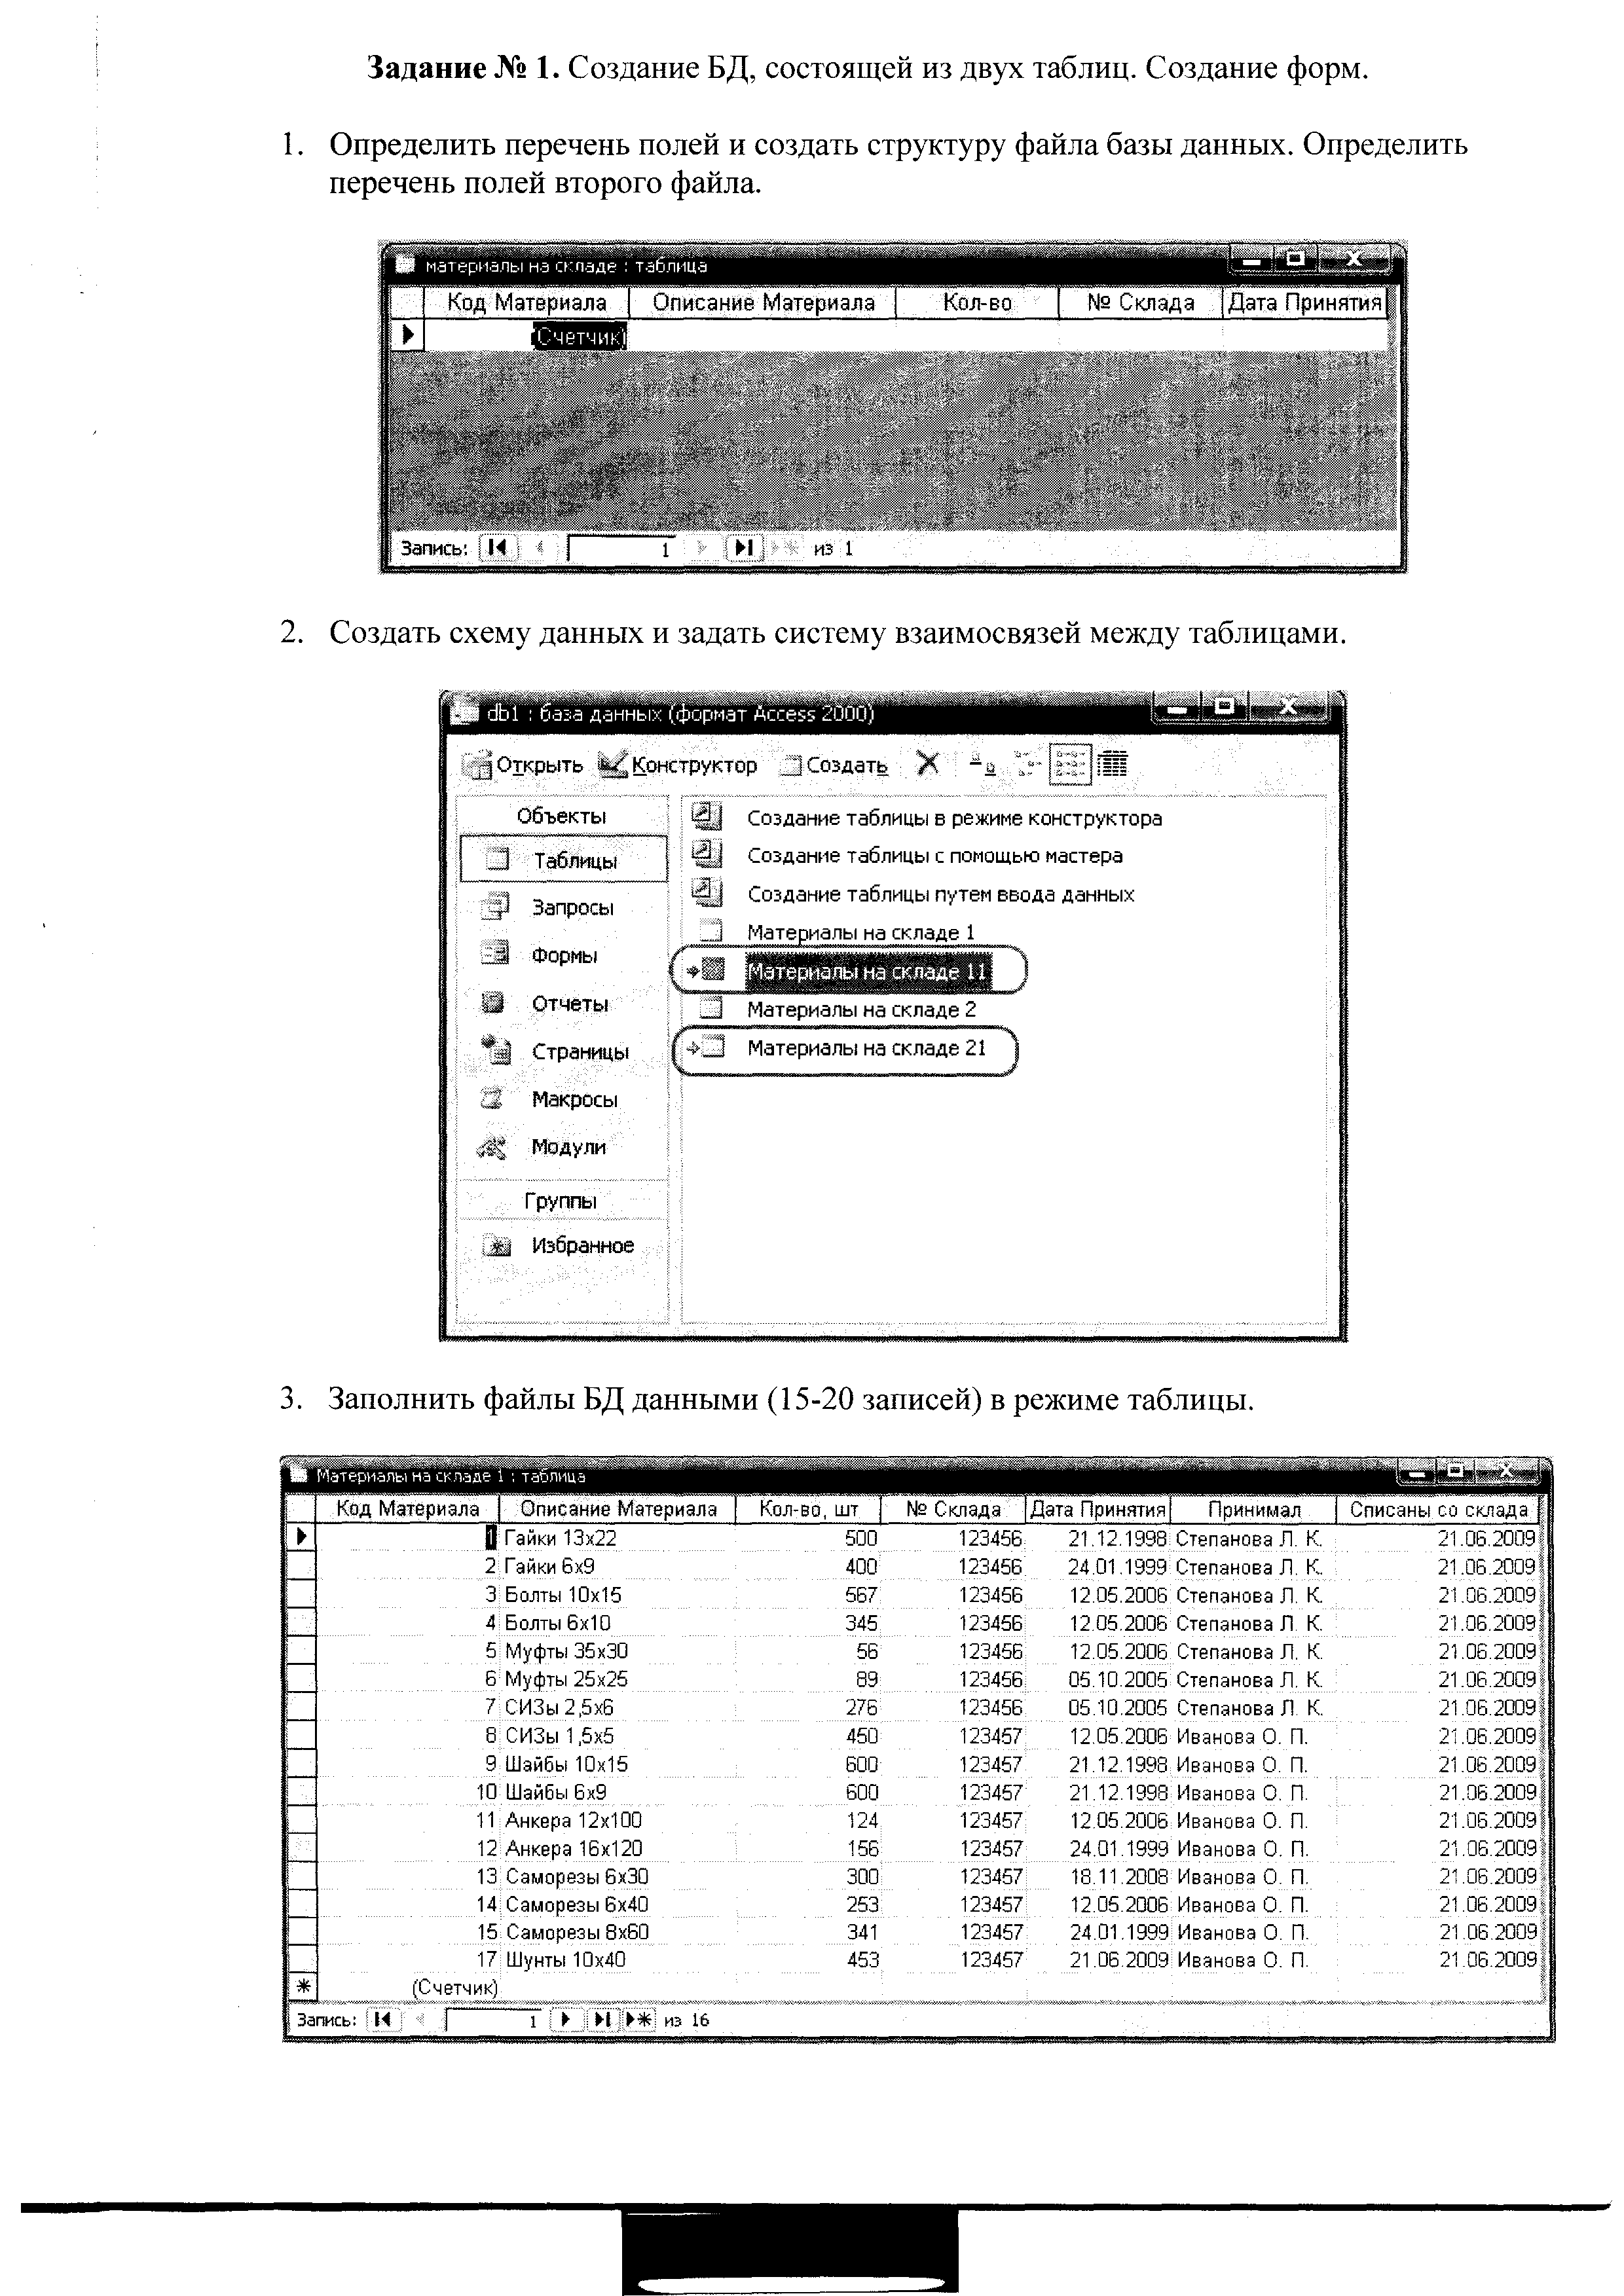 Задание № 1. Создание БД, состоящей из двух таблиц. Создание форм.
1. Определить перечень полей и создать структуру файла базы данных. Определить
перечень полей второго файла.
материалы на складе : таблица
Код Материала Описание Материала Кол-во № Склада Дата Принятия
(Счетчик)
Запись: 1 из 1
2. Создать схему данных и задать систему взаимосвязей между таблицами.
db1 : база данных (формат Access 2000)
Открыть Конструктор Создать
Объекты
Таблицы
Запросы
Формы
Отчеты
Страницы
Макросы
Модули
Группы
Избранное
Создание таблицы в режиме конструктора
Создание таблицы с помощью мастера
Создание таблицы путем ввода данных
Материалы на складе 1
Материалы на складе 11
Материалы на складе 2
Материалы на складе 21
3. Заполнить файлы БД данными (15-20 записей) в режиме таблицы.
Материалы на складе 1 : таблица
Код Материала Описание Материала Кол-во, шт № Склада Дата Принятия Принимал Списаны со склада
1 Гайки 13х22 500 123456 21.12.1998 Степанова Л. К. 21.06.2009
2 Гайки 6х9 400 123456 24.01.1999 Степанова Л. К. 21.06.2009
3 Болты 10х15 567 123456 12.05.2006 Степанова Л. К. 21.06.2009
4 Болты 6х10 345 123456 12.05.2006 Степанова Л. К. 21.06.2009
5 Муфты 35х30 56 123456 12.05.2006 Степанова Л. К. 21.06.2009
6 Муфты 25х25 89 123456 05.10.2005 Степанова Л. К. 21.06.2009
7 СИЗы 2,5х6 276 123456 05.10.2005 Степанова Л. К. 21.06.2009
8 СИЗы 1,5х5 450 123457 12.05.2006 Иванова О. П. 21.06.2009
9 Шайбы 10х15 600 123457 21.12.1998 Иванова О. П. 21.06.2009
10 Шайбы 6х9 600 123457 21.12.1998 Иванова О. П. 21.06.2009
11 Анкера 12х100 124 123457 12.05.2006 Иванова О. П. 21.06.2009
12 Анкера 16х120 156 123457 24.01.1999 Иванова О. П. 21.06.2009
13 Саморезы 6х30 300 123457 18.11.2008 Иванова О. П. 21.06.2009
14 Саморезы 6х40 253 123457 12.05.2006 Иванова О. П. 21.06.2009
15 Саморезы 8х60 341 123457 24.01.1999 Иванова О. П. 21.06.2009
17 Шунты 10х40 453 123457 21.06.2009 Иванова О. П. 21.06.2009
(Счетчик)
Запись: 1 из 16